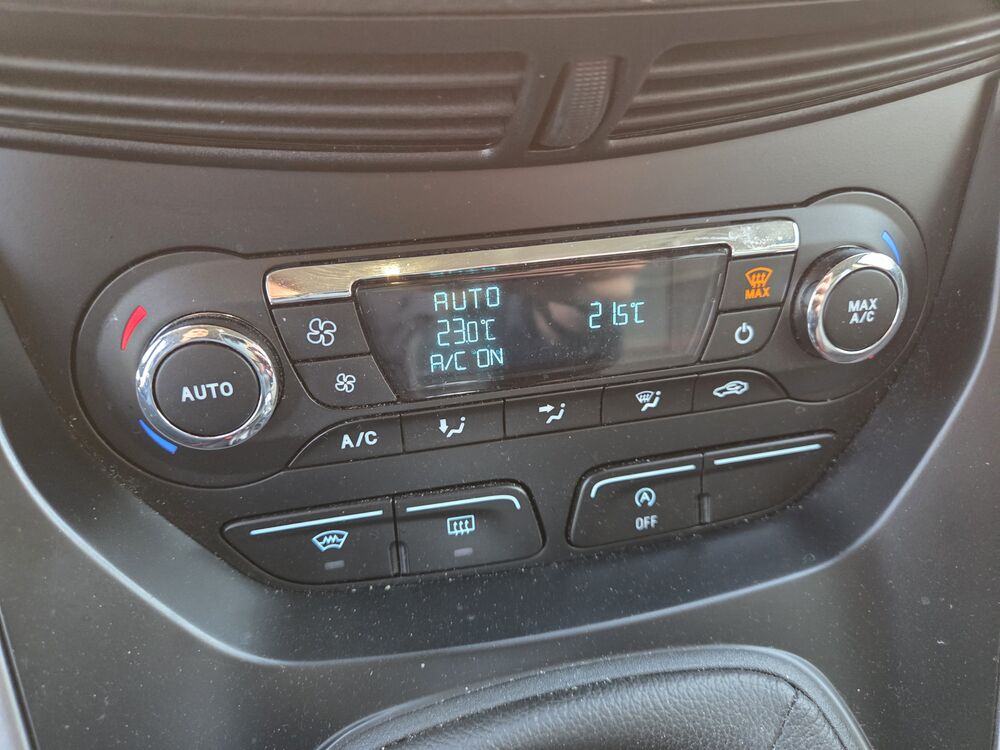 AUTO
23.0°C
A/C ON
21.5°C
MAX
MAX
A/C
AUTO
A/C
A
OFF